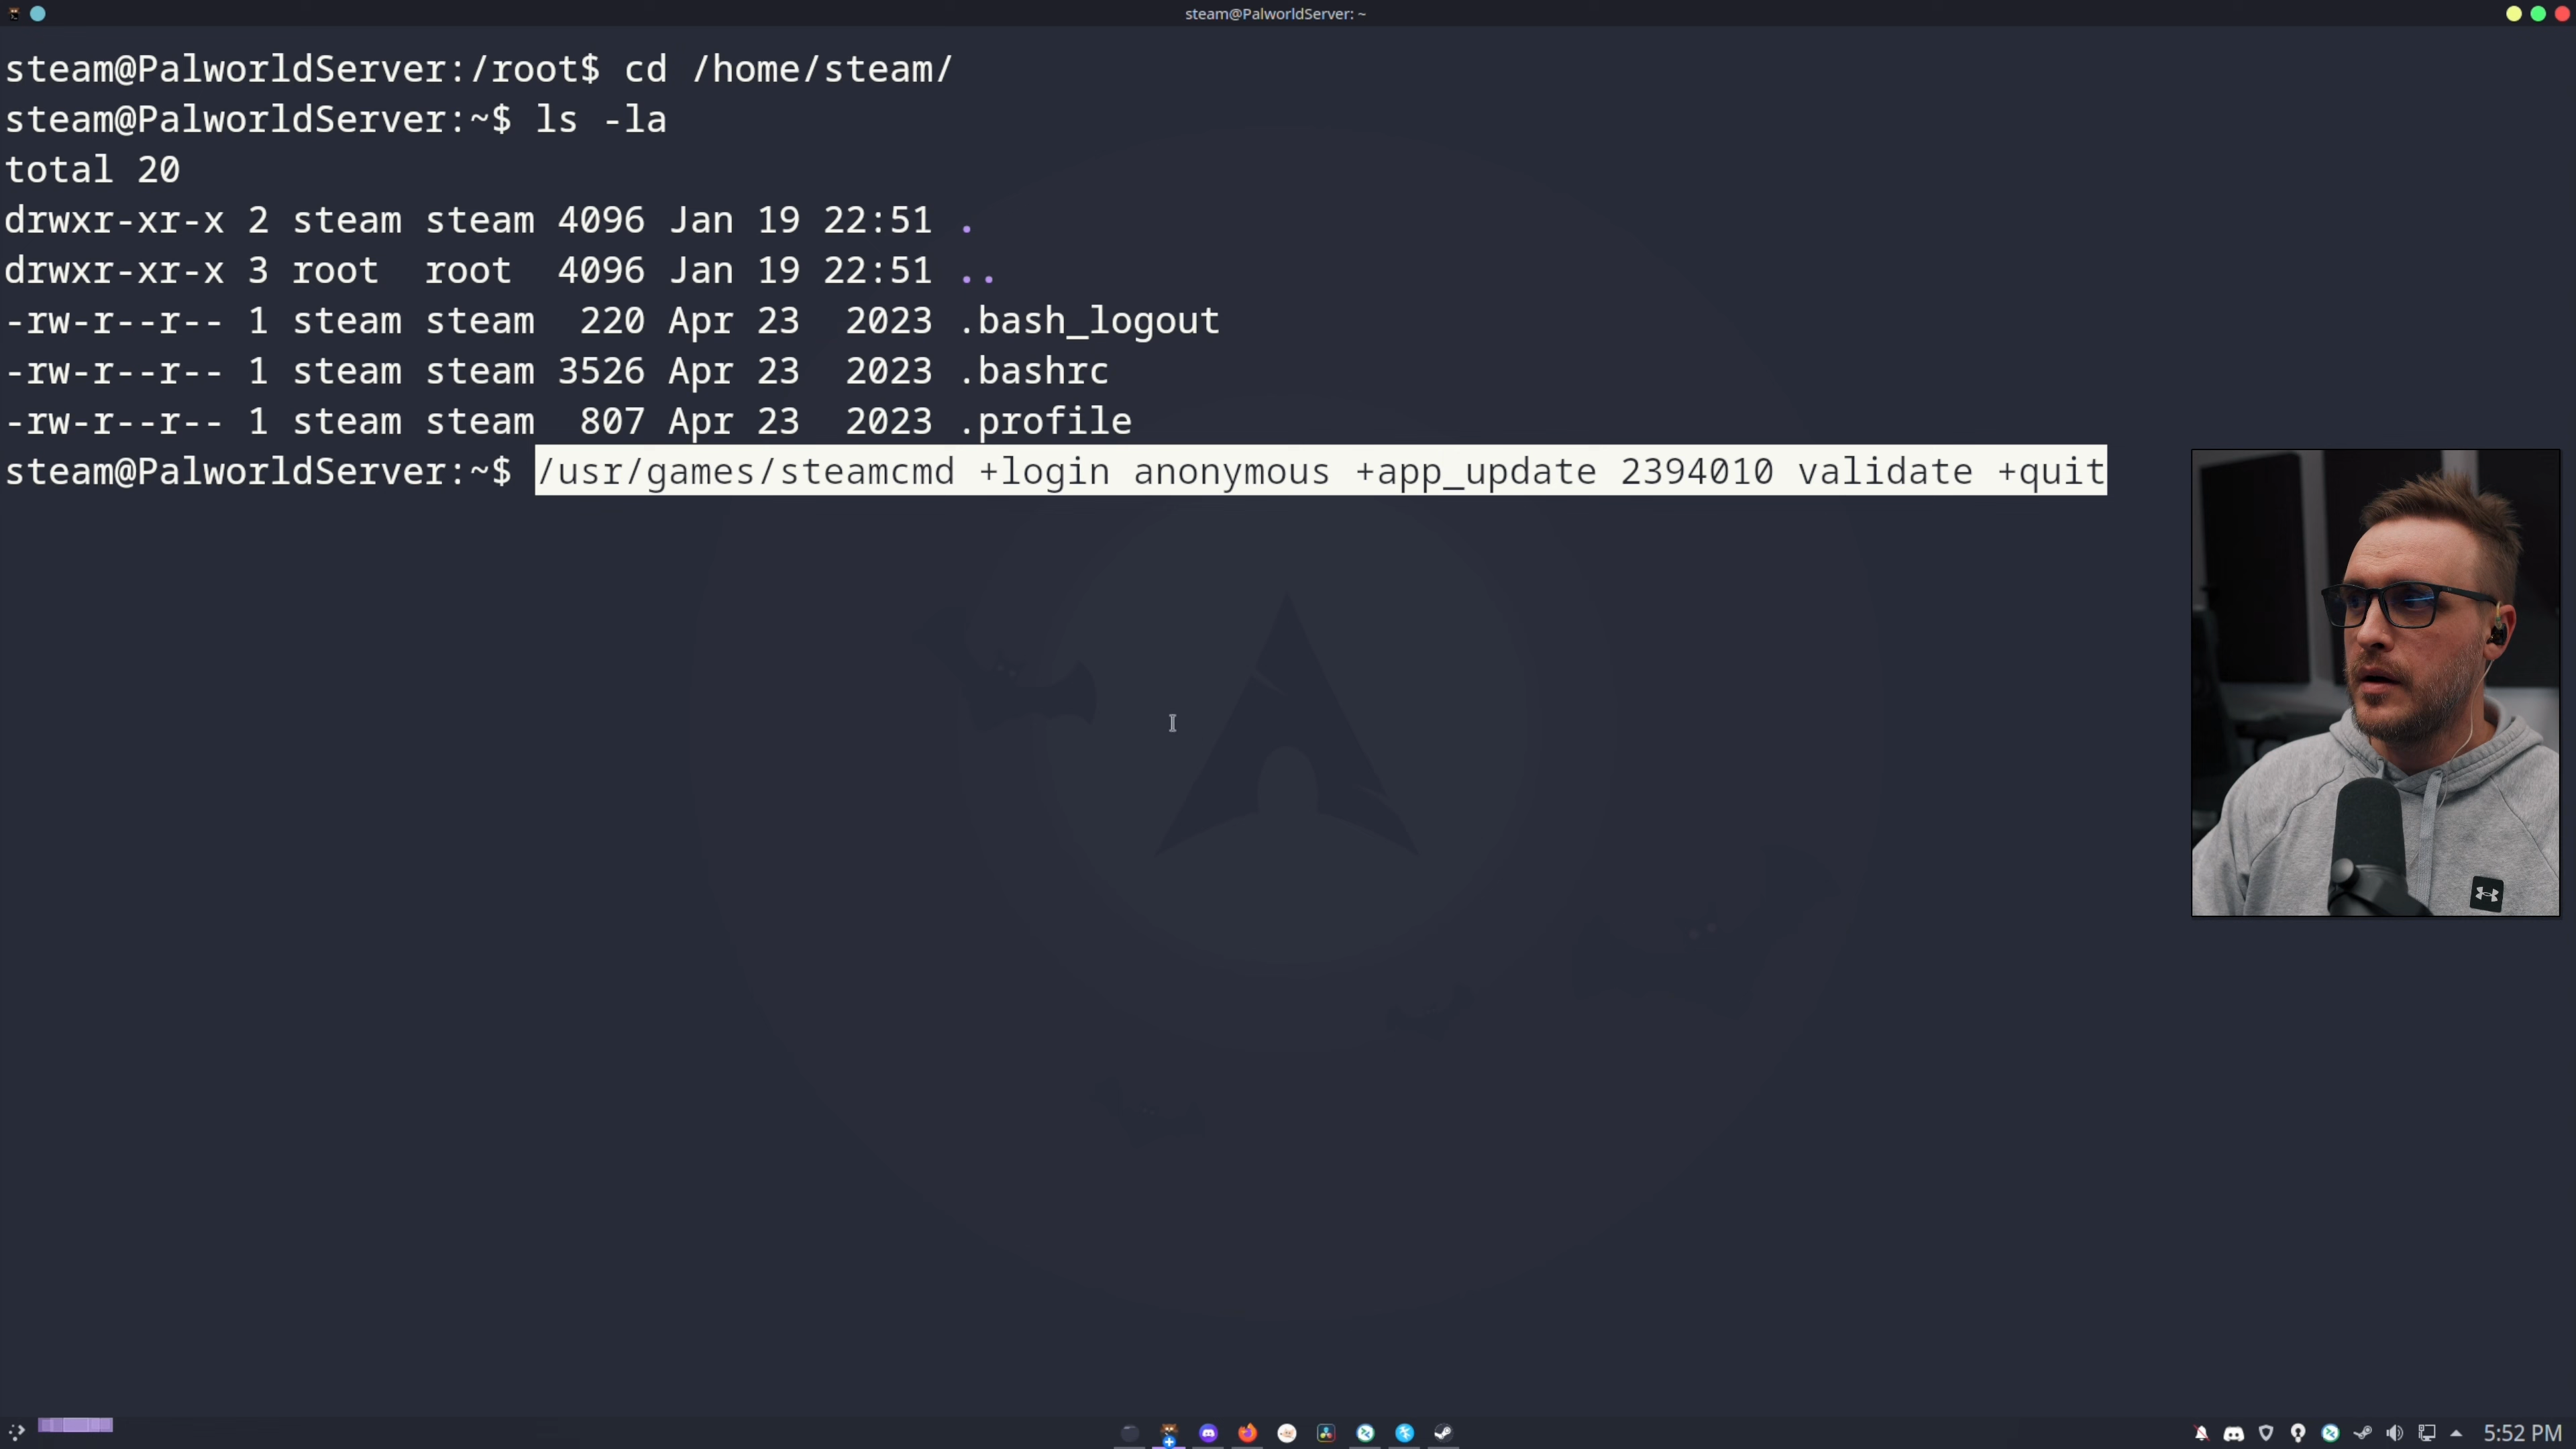 steam@PalworldServer: ~
steam@PalworldServer:/root$ cd /home/steam/
steam@PalworldServer:~$ ls -la
total 20
drwxr-xr-x 2 steam steam 4096 Jan 19 22:51 .
drwxr-xr-x 3 root  root  4096 Jan 19 22:51 ..
-rw-r--r-- 1 steam steam  220 Apr 23  2023 .bash_logout
-rw-r--r-- 1 steam steam 3526 Apr 23  2023 .bashrc
-rw-r--r-- 1 steam steam  807 Apr 23  2023 .profile
steam@PalworldServer:~$ /usr/games/steamcmd +login anonymous +app_update 2394010 validate +quit
5:52 PM